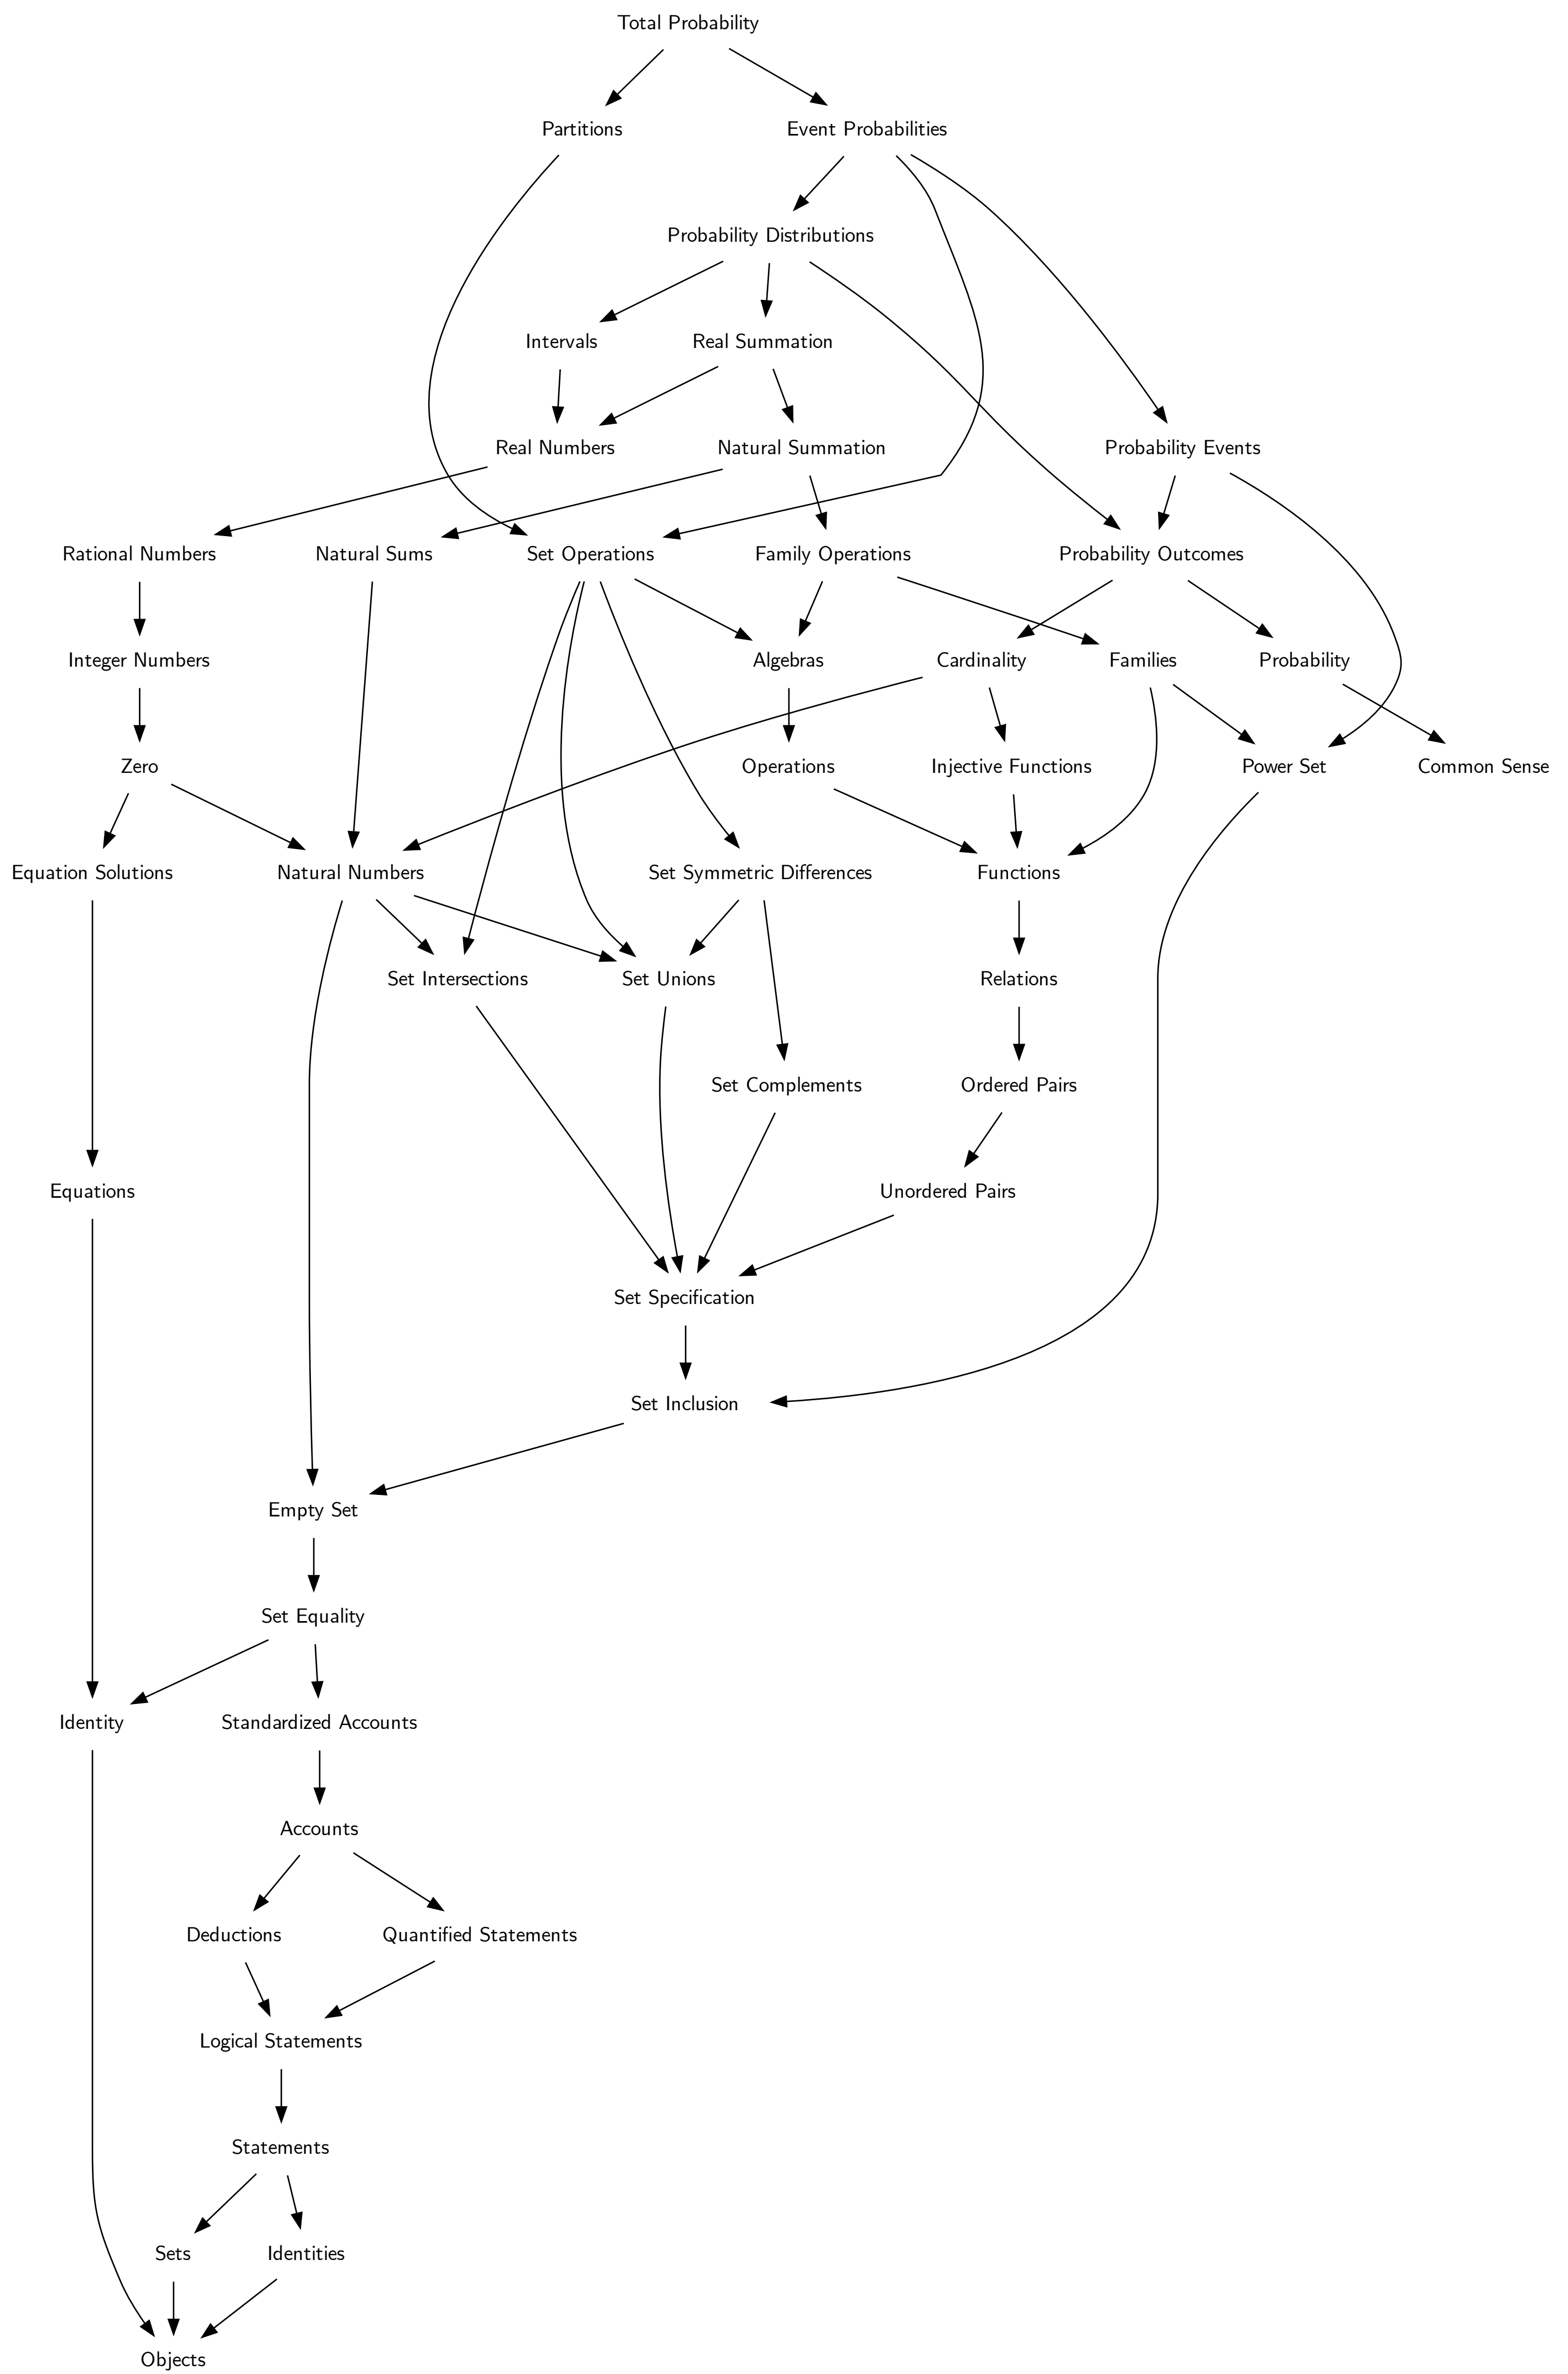 Total Probability
Partitions
Event Probabilities
Probability Distributions
Intervals
Real Summation
Real Numbers
Natural Summation
Probability Events
Rational Numbers
Natural Sums
Set Operations
Family Operations
Probability Outcomes
Integer Numbers
Algebras
Cardinality
Families
Probability
Zero
Operations
Injective Functions
Power Set
Common Sense
Equation Solutions
Natural Numbers
Set Symmetric Differences
Functions
Set Intersections
Set Unions
Relations
Set Complements
Ordered Pairs
Equations
Unordered Pairs
Set Specification
Set Inclusion
Empty Set
Set Equality
Identity
Standardized Accounts
Accounts
Deductions
Quantified Statements
Logical Statements
Statements
Sets
Identities
Objects